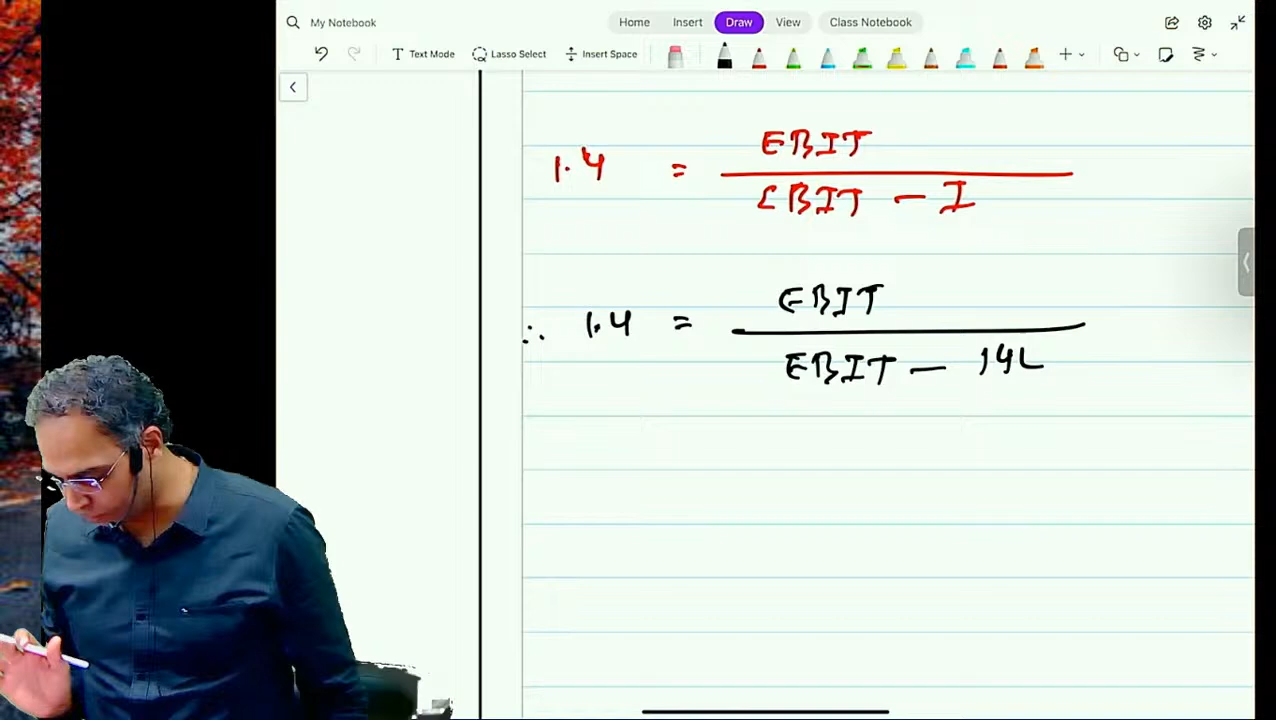 My Notebook
Home Insert Draw View Class Notebook
Text Mode Lasso Select Insert Space
1.4 = EBIT
EBIT - I
∴ 1.4 = EBIT
EBIT - 14L